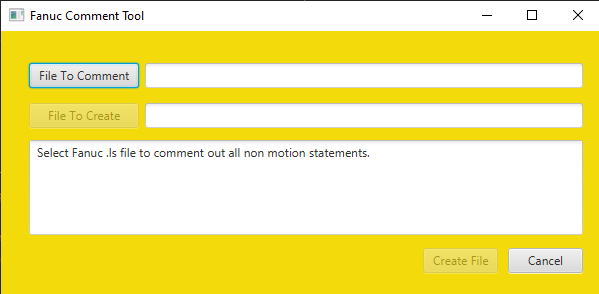 Fanuc Comment Tool
File To Comment
File To Create
Select Fanuc .ls file to comment out all non motion statements.
Create File
Cancel